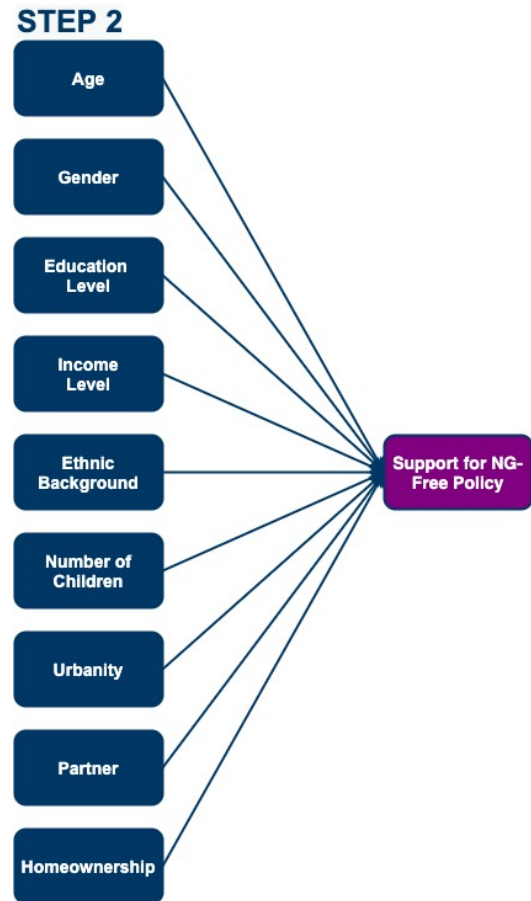 STEP 2
Age
Gender
Education
Level
Income
Level
Ethnic
Background
Support for NG-
Free Policy
Number of
Children
Urbanity
Partner
Homeownership